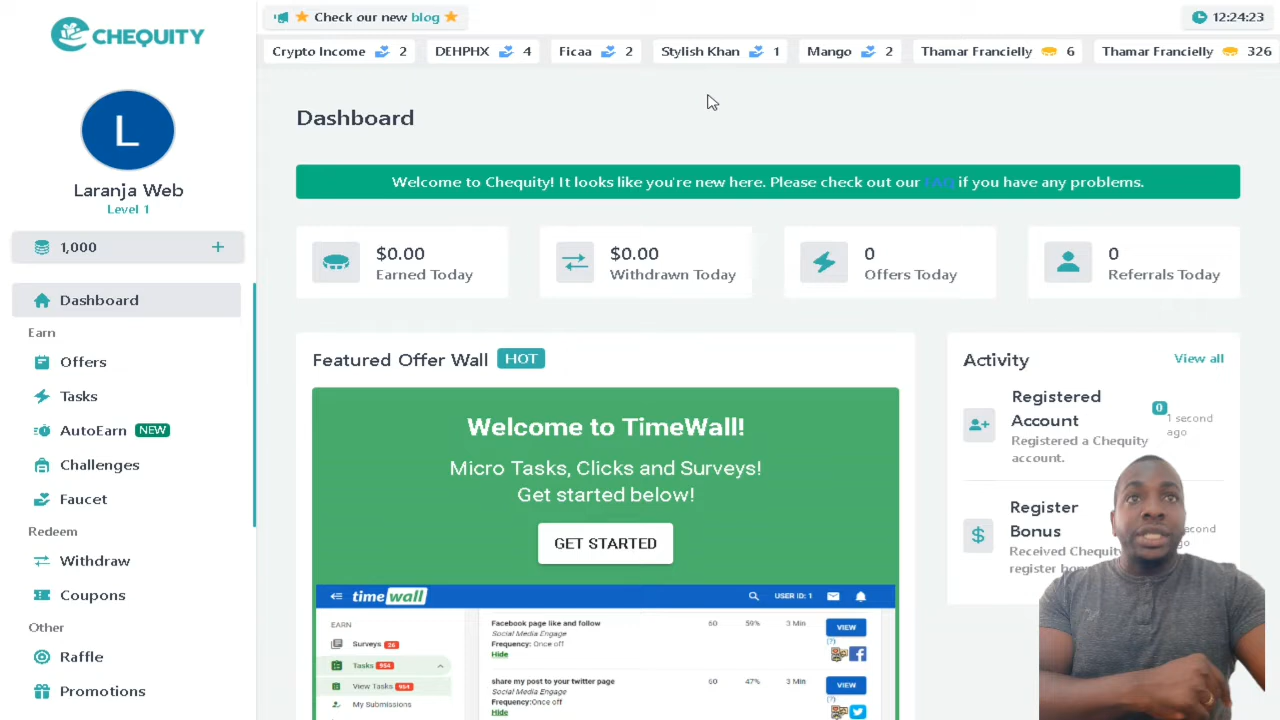 CHEQUITY
L
Laranja Web
Level 1
1,000
+
Dashboard
Earn
Offers
Tasks
AutoEarn NEW
Challenges
Faucet
Redeem
Withdraw
Coupons
Other
Raffle
Promotions
Check our new blog
12:24:23
Crypto Income 2
DEHPHX 4
Ficaa 2
Stylish Khan 1
Mango 2
Thamar Francielly 6
Thamar Francielly 326
Dashboard
Welcome to Chequity! It looks like you're new here. Please check out our FAQ if you have any problems.
$0.00
Earned Today
$0.00
Withdrawn Today
0
Offers Today
0
Referrals Today
Featured Offer Wall HOT
Welcome to TimeWall!
Micro Tasks, Clicks and Surveys!
Get started below!
GET STARTED
timewall
USER ID: 1
EARN
Surveys 26
Tasks 954
View Tasks 954
My Submissions
Facebook page like and follow 60 59% 3 Min VIEW
Social Media Engage
(?)
Frequency: Once off
Hide
share my post to your twitter page 60 47% 3 Min VIEW
Social Media Engage
(?)
Frequency:Once off
Hide
Activity View all
Registered
Account
0
1 second
ago
Registered a Chequity
account.
Register
Bonus
ago
Received Chequity
register